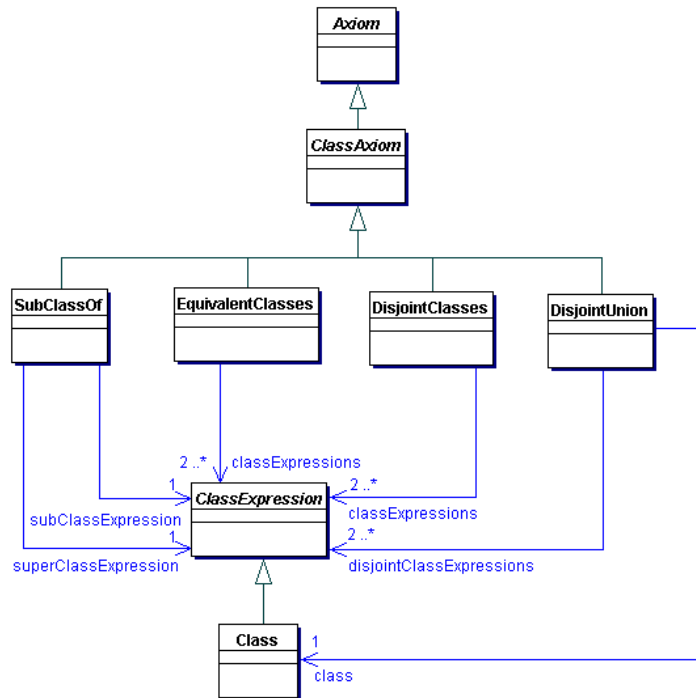 Axiom
ClassAxiom
SubClassOf
EquivalentClasses
DisjointClasses
DisjointUnion
2 ..* classExpressions
1
subClassExpression
ClassExpression
2 ..*
classExpressions
1
superClassExpression
2 ..*
disjointClassExpressions
Class
1
class